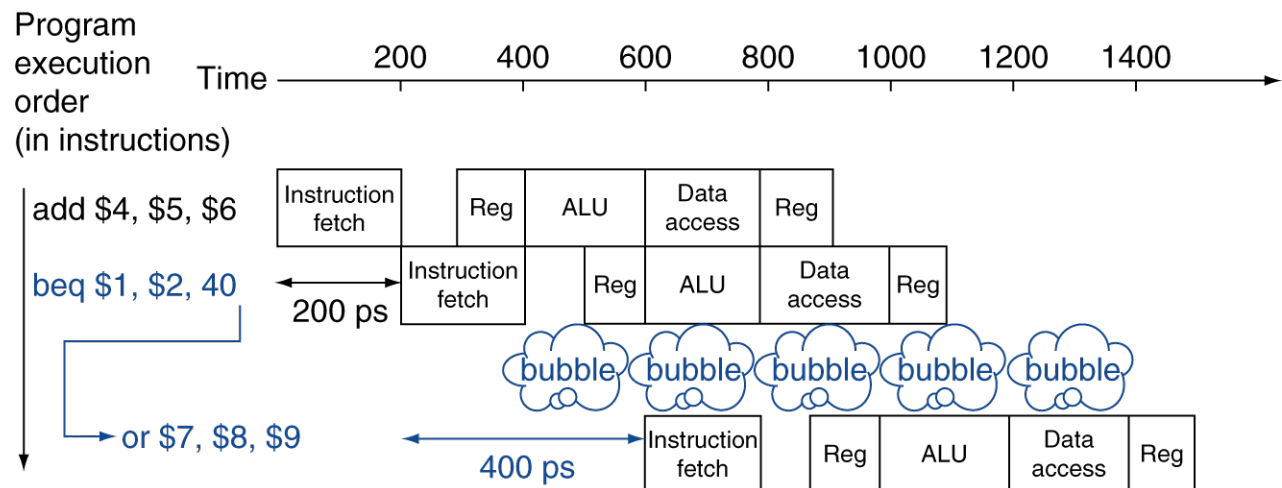 Program
execution
order
(in instructions)
Time
200 400 600 800 1000 1200 1400
add $4, $5, $6
Instruction
fetch
Reg
ALU
Data
access
Reg
beq $1, $2, 40
200 ps
Instruction
fetch
Reg
ALU
Data
access
Reg
bubble bubble bubble bubble bubble
or $7, $8, $9
400 ps
Instruction
fetch
Reg
ALU
Data
access
Reg